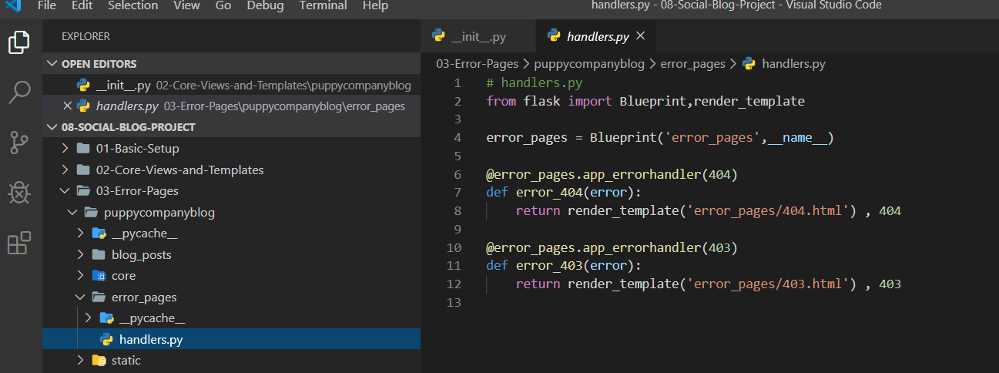 File Edit Selection View Go Debug Terminal Help handlers.py - 08-Social-Blog-Project - Visual Studio Code
EXPLORER
OPEN EDITORS
__init__.py 02-Core-Views-and-Templates\puppycompanyblog
handlers.py 03-Error-Pages\puppycompanyblog\error_pages
08-SOCIAL-BLOG-PROJECT
01-Basic-Setup
02-Core-Views-and-Templates
03-Error-Pages
puppycompanyblog
__pycache__
blog_posts
core
error_pages
__pycache__
handlers.py
static
__init__.py handlers.py
03-Error-Pages > puppycompanyblog > error_pages > handlers.py
1 # handlers.py
2 from flask import Blueprint,render_template
3
4 error_pages = Blueprint('error_pages',__name__)
5
6 @error_pages.app_errorhandler(404)
7 def error_404(error):
8     return render_template('error_pages/404.html') , 404
9
10 @error_pages.app_errorhandler(403)
11 def error_403(error):
12     return render_template('error_pages/403.html') , 403
13